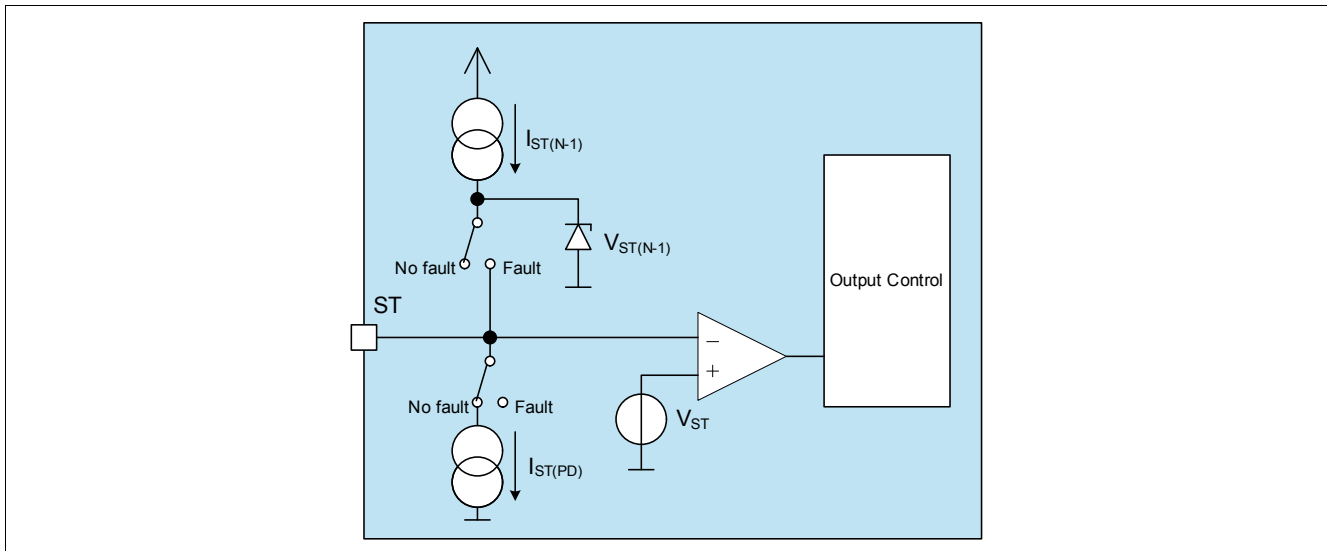 I_ST(N-1)
V_ST(N-1)
No fault Fault
Output Control
ST
−
+
V_ST
No fault Fault
I_ST(PD)